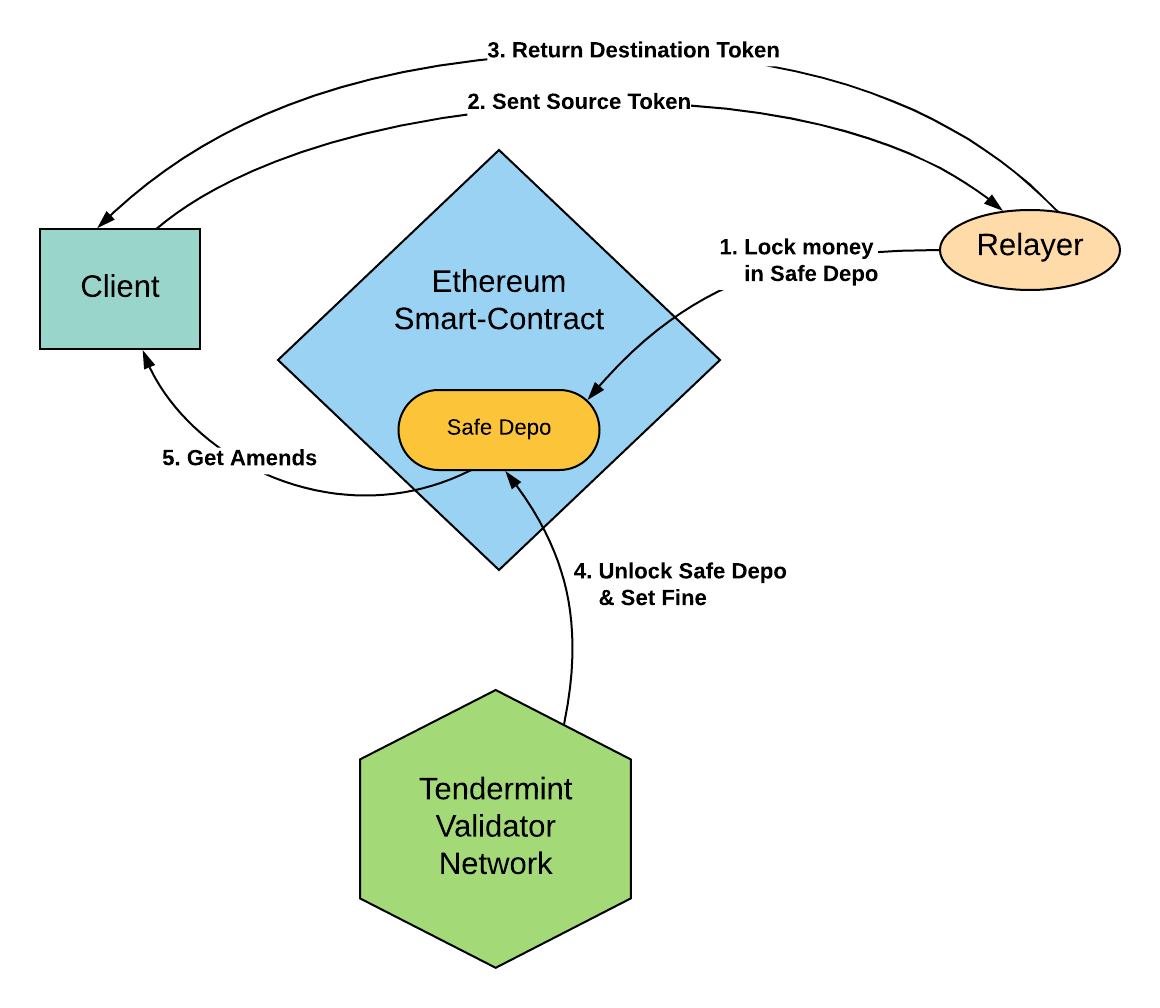 3. Return Destination Token
2. Sent Source Token
1. Lock money
in Safe Depo
Relayer
Client
Ethereum
Smart-Contract
Safe Depo
5. Get Amends
4. Unlock Safe Depo
& Set Fine
Tendermint
Validator
Network